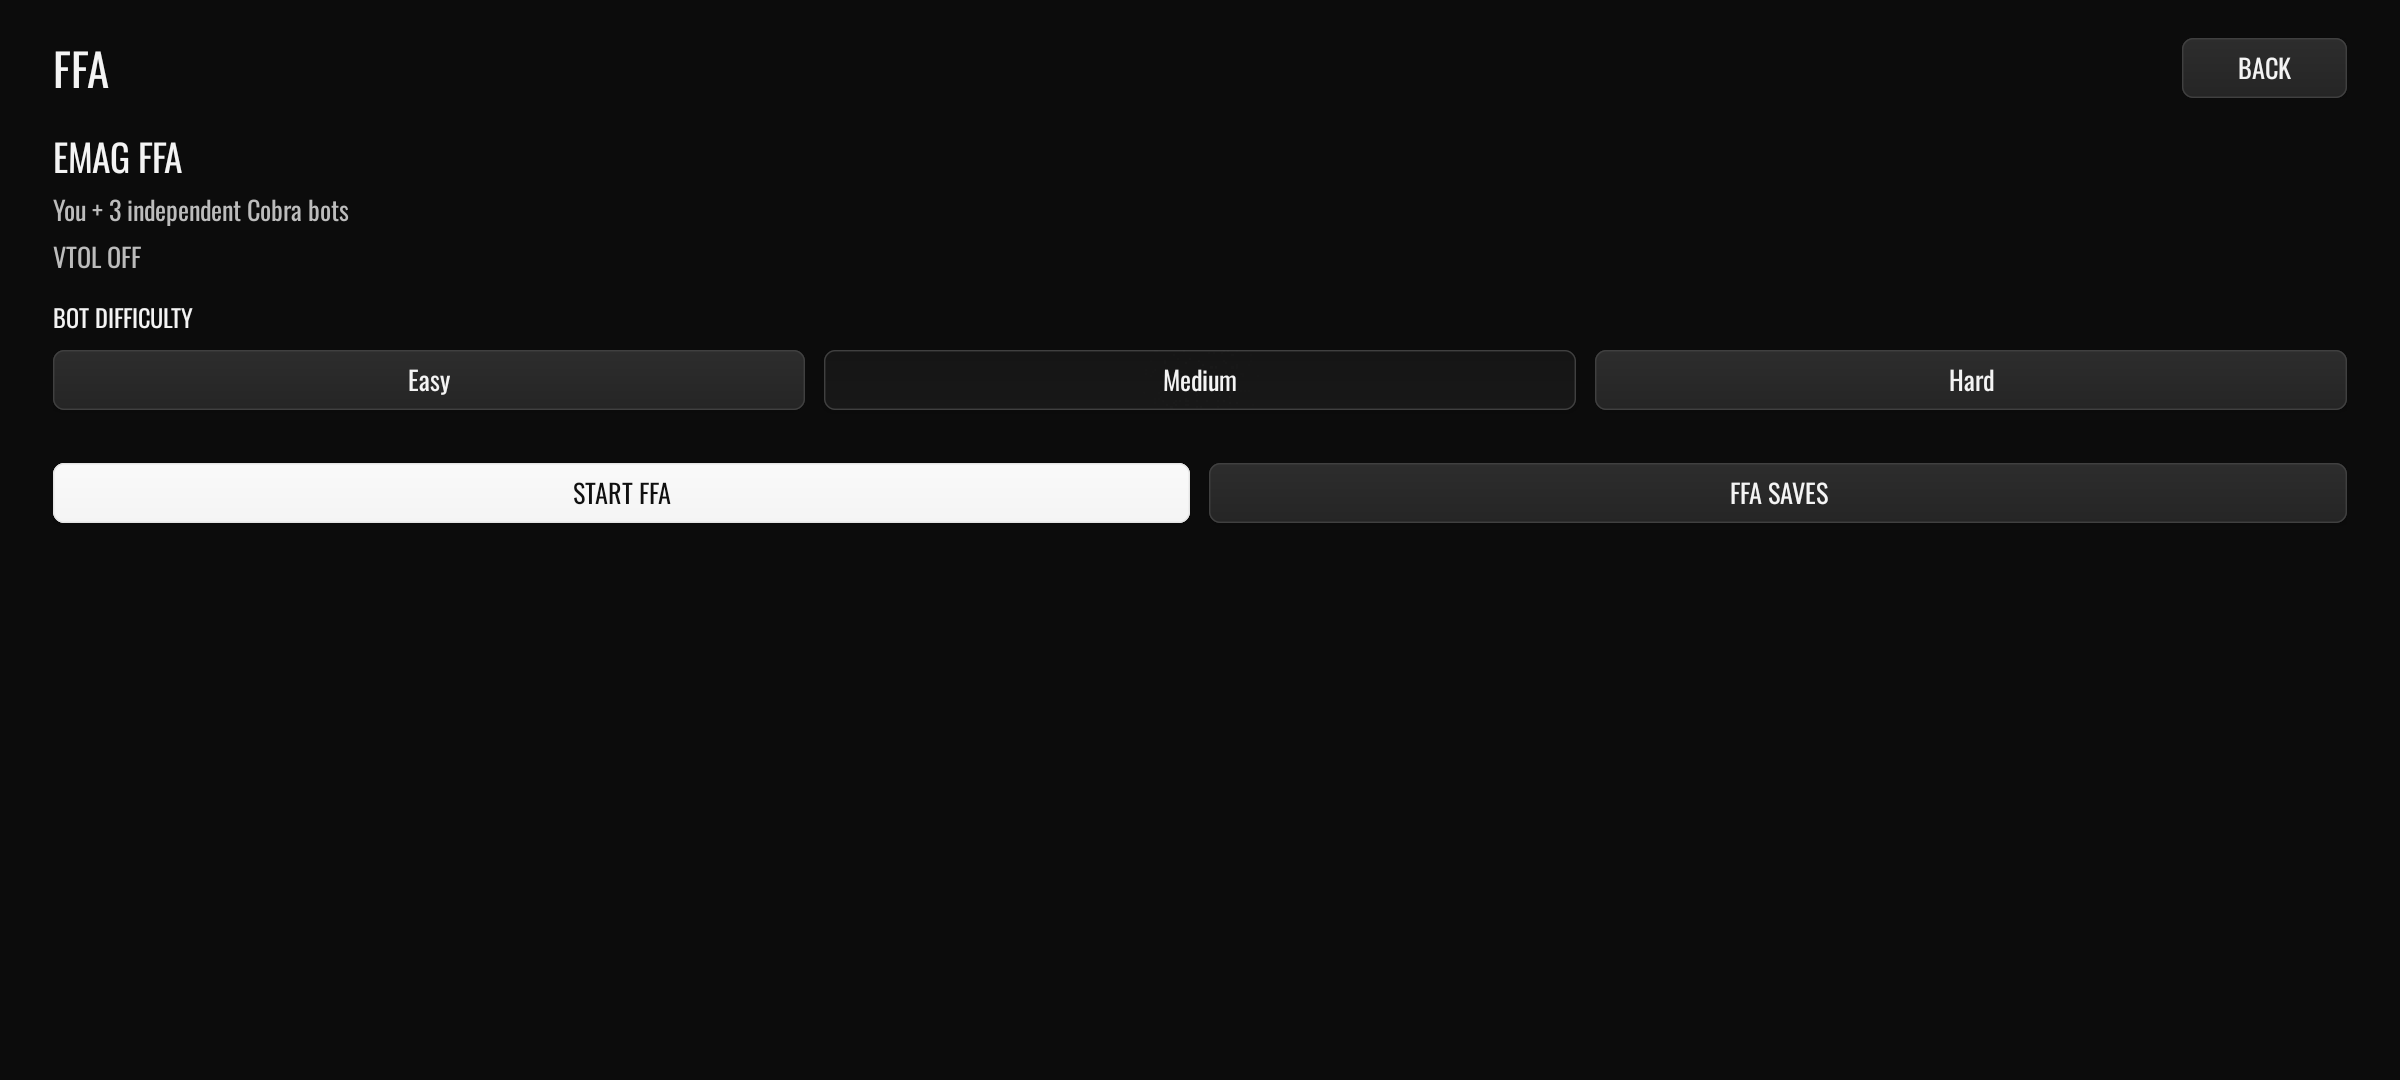 FFA
BACK
EMAG FFA
You + 3 independent Cobra bots
VTOL OFF
BOT DIFFICULTY
Easy
Medium
Hard
START FFA
FFA SAVES